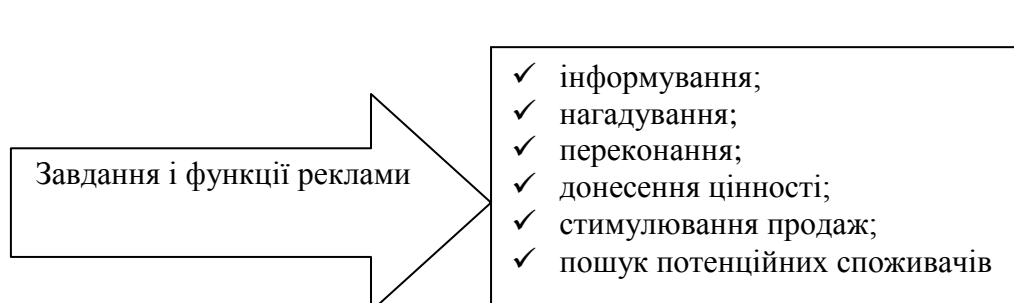 Завдання і функції реклами
інформування;
нагадування;
переконання;
донесення цінності;
стимулювання продаж;
пошук потенційних споживачів